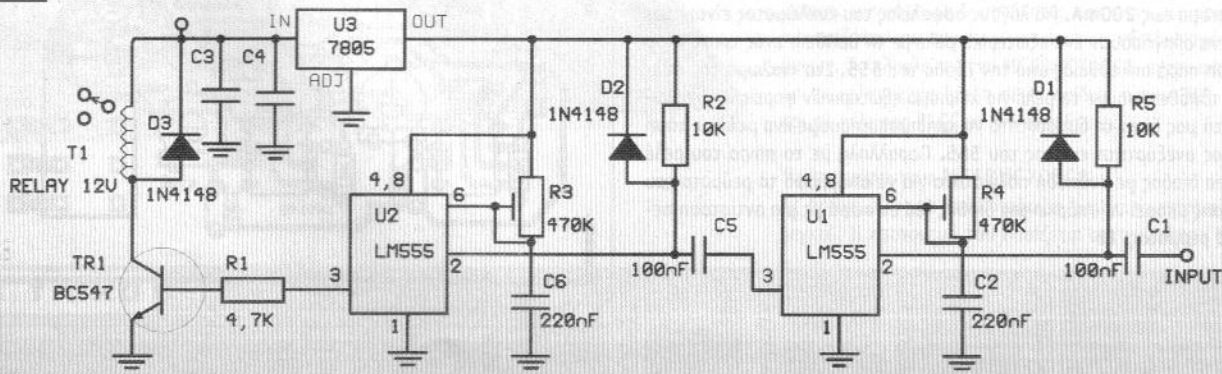 IN
U3
7805
OUT
ADJ
C3
C4
D3
1N4148
T1
RELAY 12V
TR1
BC547
R1
4,7K
4,8
U2
LM555
6
2
3
1
R3
470K
C6
220nF
D2
1N4148
R2
10K
C5
100nF
4,8
U1
LM555
6
2
3
1
D1
1N4148
R5
10K
R4
470K
C2
220nF
C1
100nF
INPUT